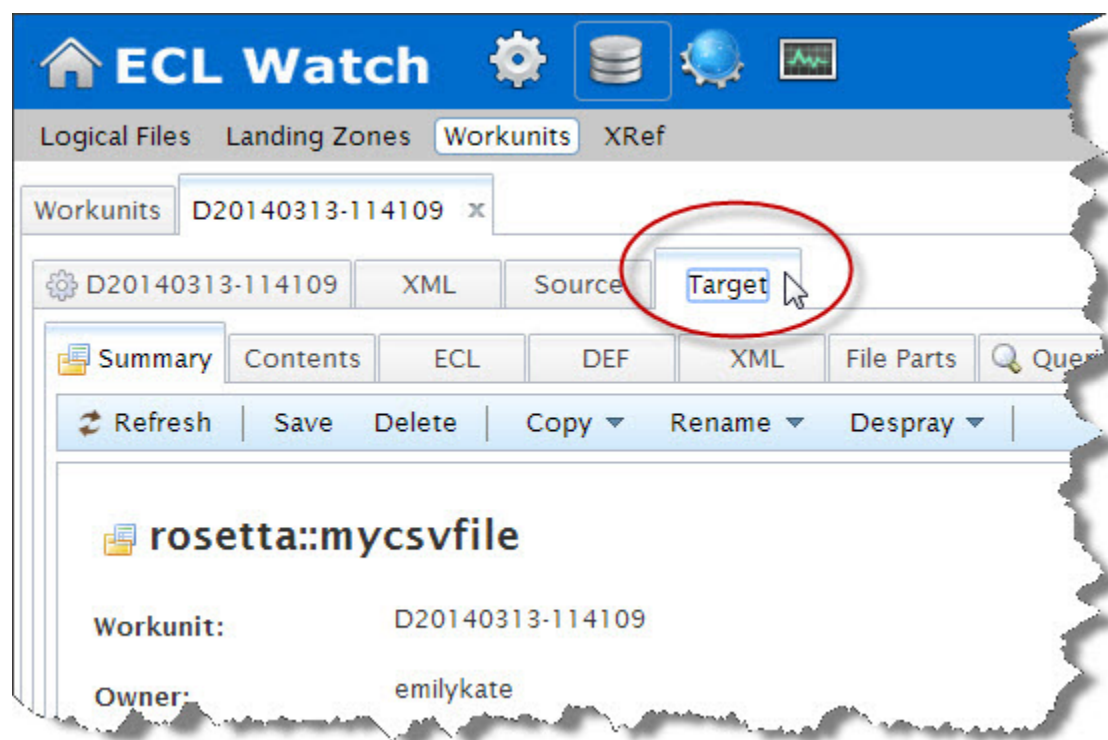 ECL Watch
Logical Files Landing Zones Workunits XRef
Workunits D20140313-114109 x
D20140313-114109 XML Source Target
Summary Contents ECL DEF XML File Parts
Refresh Save Delete Copy Rename Despray
rosetta::mycsvfile
Workunit: D20140313-114109
Owner: emilykate